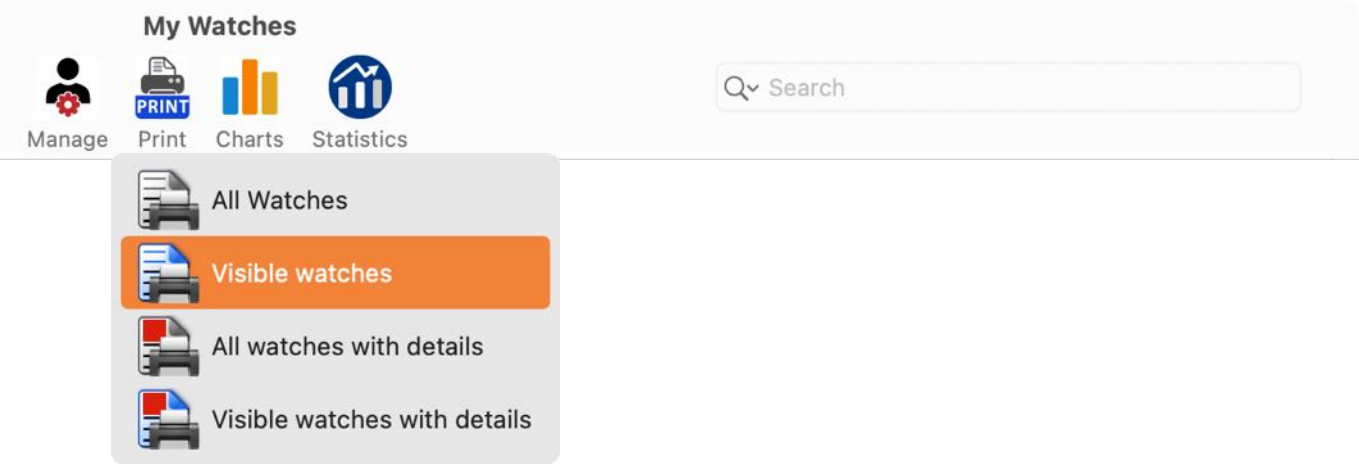 My Watches
PRINT
Search
Manage Print Charts Statistics
All Watches
Visible watches
All watches with details
Visible watches with details